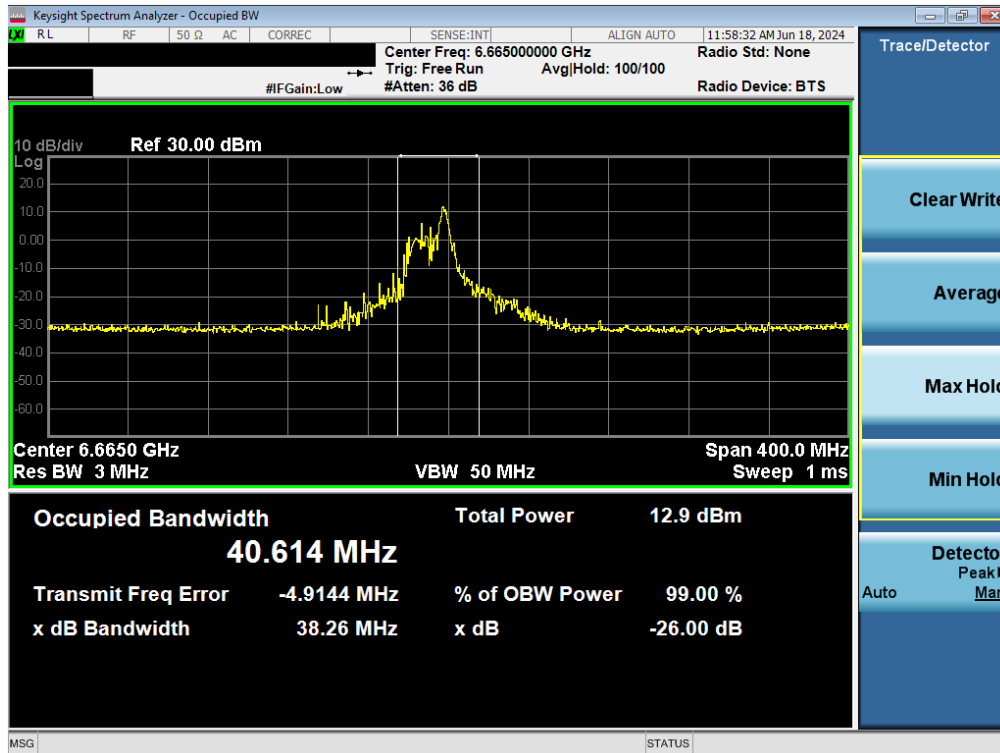 Keysight Spectrum Analyzer - Occupied BW
LXI RL RF 50 Ω AC CORREC SENSE:INT ALIGN AUTO 11:58:32 AM Jun 18, 2024
Center Freq: 6.665000000 GHz Radio Std: None
Trig: Free Run Avg|Hold: 100/100
#IFGain:Low #Atten: 36 dB Radio Device: BTS
10 dB/div Ref 30.00 dBm
Log
20.0
10.0
0.00
-10.0
-20.0
-30.0
-40.0
-50.0
-60.0
Center 6.6650 GHz Span 400.0 MHz
Res BW 3 MHz VBW 50 MHz Sweep 1 ms
Occupied Bandwidth Total Power 12.9 dBm
40.614 MHz
Transmit Freq Error -4.9144 MHz % of OBW Power 99.00 %
x dB Bandwidth 38.26 MHz x dB -26.00 dB
MSG STATUS
Trace/Detector
Clear Write
Average
Max Hold
Min Hold
Detecto
Peak
Auto Man